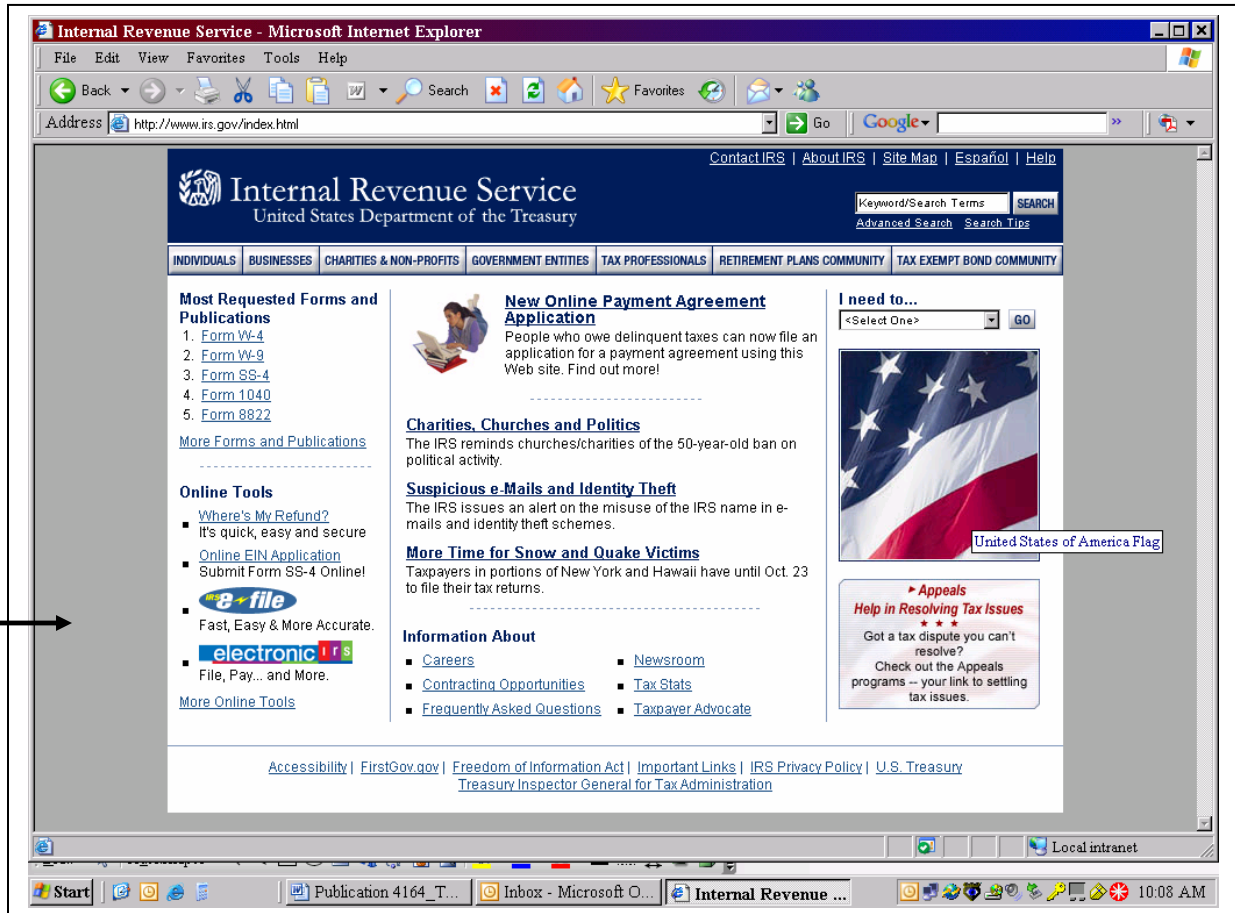 Internal Revenue Service - Microsoft Internet Explorer
File Edit View Favorites Tools Help
Back Search Favorites
Address http://www.irs.gov/index.html Go Google »
Contact IRS | About IRS | Site Map | Español | Help
Internal Revenue Service
United States Department of the Treasury
Keyword/Search Terms SEARCH
Advanced Search Search Tips
INDIVIDUALS BUSINESSES CHARITIES & NON-PROFITS GOVERNMENT ENTITIES TAX PROFESSIONALS RETIREMENT PLANS COMMUNITY TAX EXEMPT BOND COMMUNITY
Most Requested Forms and
Publications
1. Form W-4
2. Form W-9
3. Form SS-4
4. Form 1040
5. Form 8822
More Forms and Publications
Online Tools
Where's My Refund?
It's quick, easy and secure
Online EIN Application
Submit Form SS-4 Online!
IRS e-file
Fast, Easy & More Accurate.
electronic IRS
File, Pay... and More.
More Online Tools
New Online Payment Agreement
Application
People who owe delinquent taxes can now file an
application for a payment agreement using this
Web site. Find out more!
Charities, Churches and Politics
The IRS reminds churches/charities of the 50-year-old ban on
political activity.
Suspicious e-Mails and Identity Theft
The IRS issues an alert on the misuse of the IRS name in e-
mails and identity theft schemes.
More Time for Snow and Quake Victims
Taxpayers in portions of New York and Hawaii have until Oct. 23
to file their tax returns.
Information About
Careers
Contracting Opportunities
Frequently Asked Questions
Newsroom
Tax Stats
Taxpayer Advocate
I need to...
<Select One> GO
United States of America Flag
Appeals
Help in Resolving Tax Issues
Got a tax dispute you can't
resolve?
Check out the Appeals
programs -- your link to settling
tax issues.
Accessibility | FirstGov.gov | Freedom of Information Act | Important Links | IRS Privacy Policy | U.S. Treasury
Treasury Inspector General for Tax Administration
Local intranet
Start Publication 4164_T... Inbox - Microsoft O... Internal Revenue ... 10:08 AM